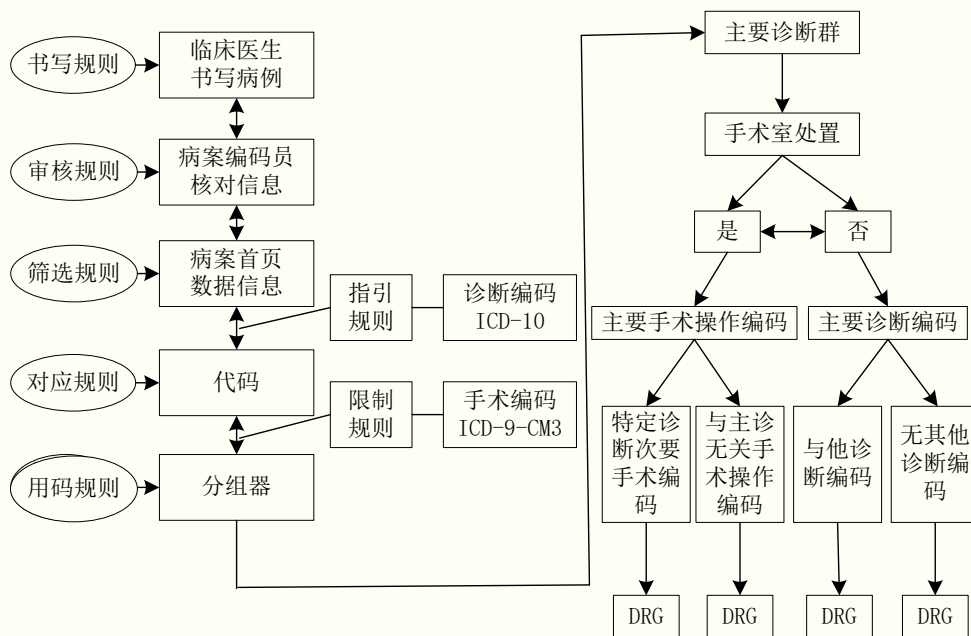 书写规则
临床医生
书写病例
审核规则
病案编码员
核对信息
筛选规则
病案首页
数据信息
指引
规则
诊断编码
ICD-10
对应规则
代码
限制
规则
手术编码
ICD-9-CM3
用码规则
分组器
主要诊断群
手术室处置
是
否
主要手术操作编码
主要诊断编码
特定诊
断次要
手术编
码
与主诊
无关手
术操作
编码
与他诊
断编码
无其他
诊断编
码
DRG
DRG
DRG
DRG